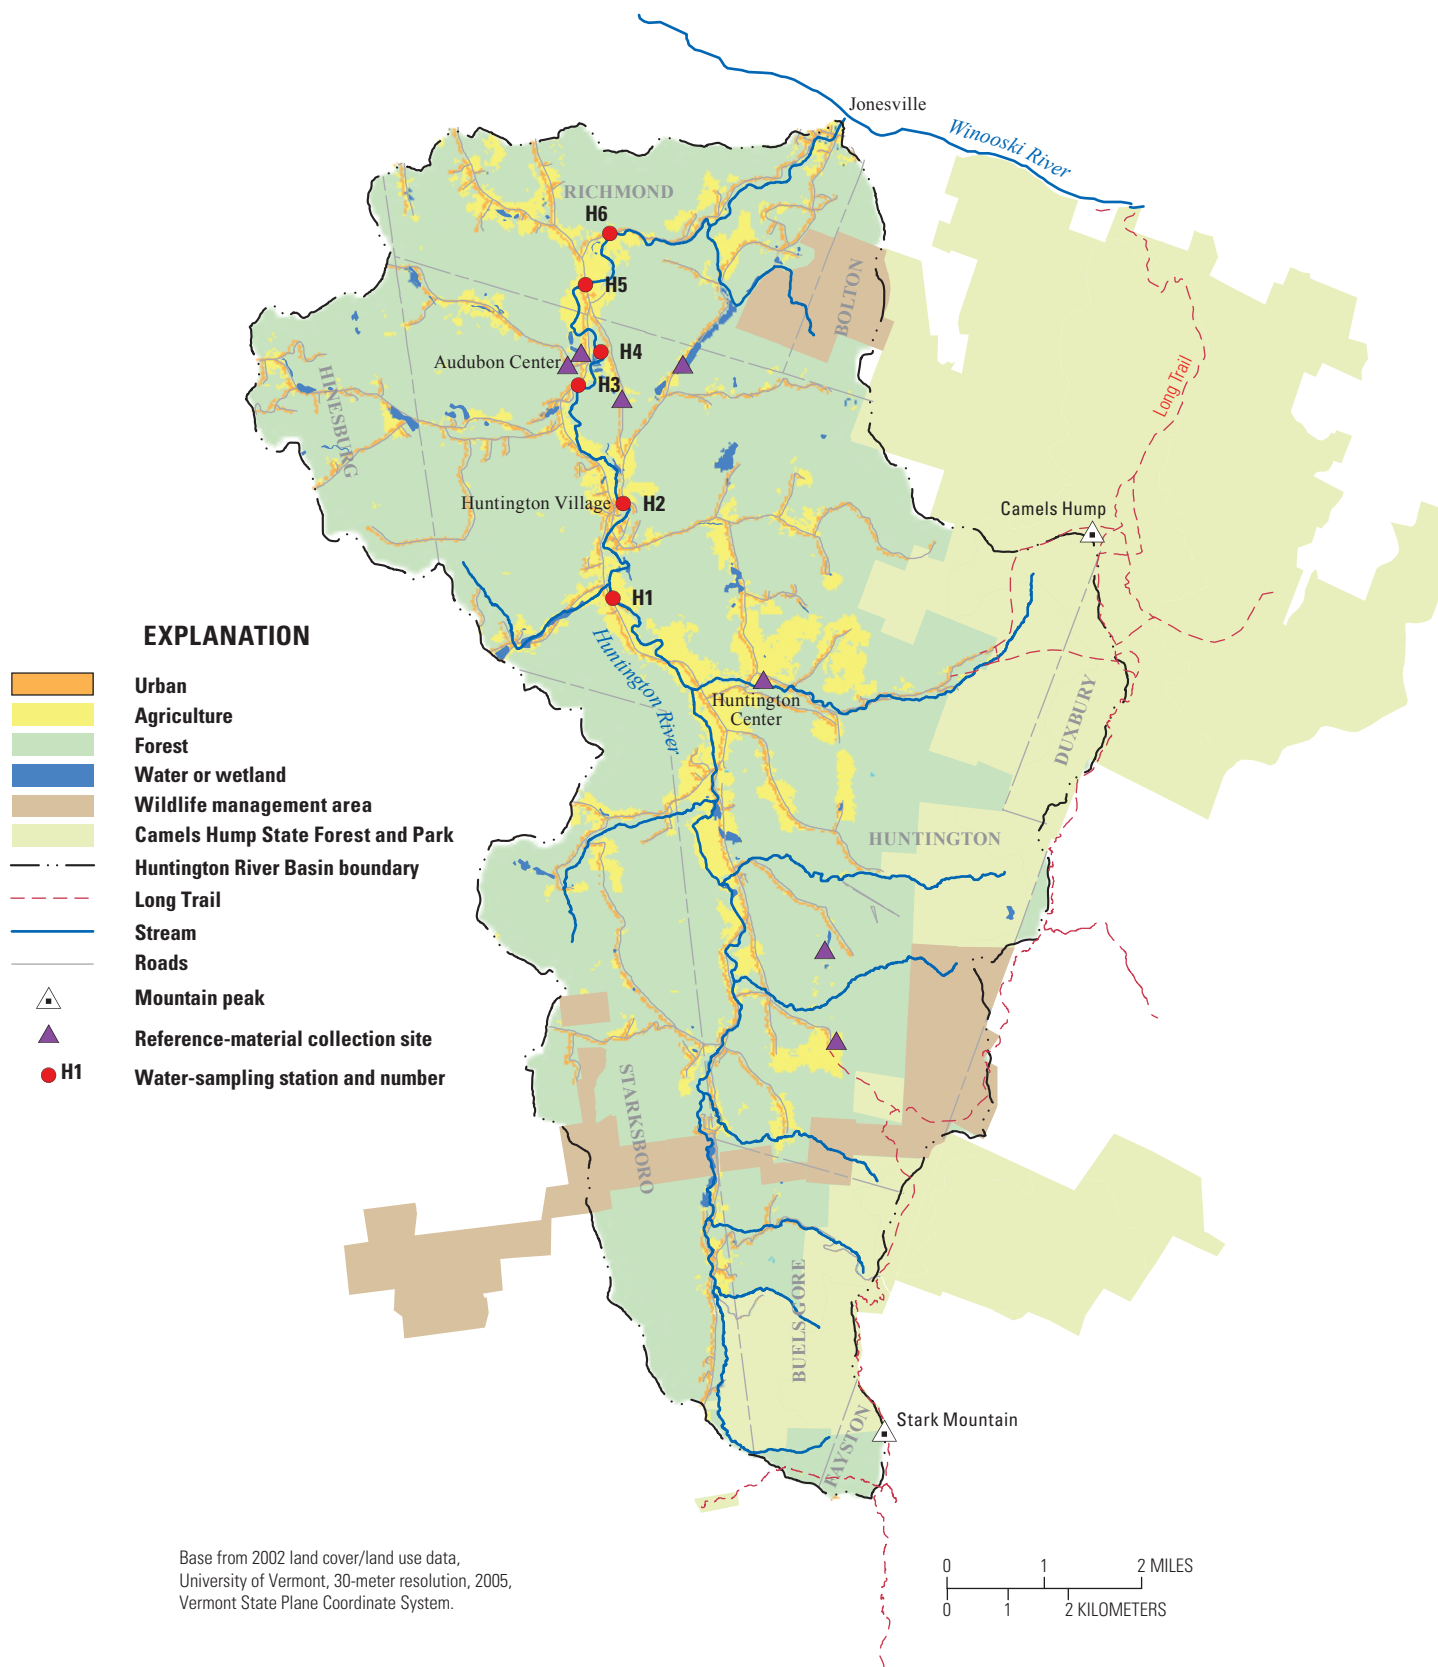 Jonesville
Winooski River
RICHMOND
H6
BOLTON
H5
H4
Audubon Center
H3
Long Trail
HINESBURG
Huntington Village
H2
Camels Hump
H1
Huntington River
Huntington
Center
DUXBURY
HUNTINGTON
STARKSBORO
BUELS GORE
FAYSTON
Stark Mountain
EXPLANATION
Urban
Agriculture
Forest
Water or wetland
Wildlife management area
Camels Hump State Forest and Park
Huntington River Basin boundary
Long Trail
Stream
Roads
Mountain peak
Reference-material collection site
H1 Water-sampling station and number
Base from 2002 land cover/land use data,
University of Vermont, 30-meter resolution, 2005,
Vermont State Plane Coordinate System.
0 1 2 MILES
0 1 2 KILOMETERS